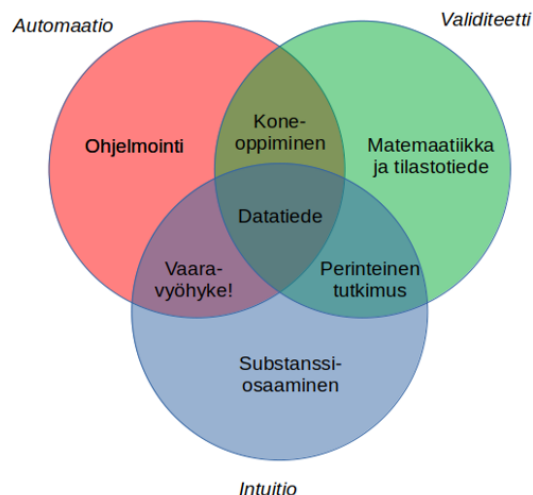 Automaatio
Validiteetti
Ohjelmointi
Kone-
oppiminen
Matemaatiikka
ja tilastotiede
Datatiede
Vaara-
vyöhyke!
Perinteinen
tutkimus
Substanssi-
osaaminen
Intuitio